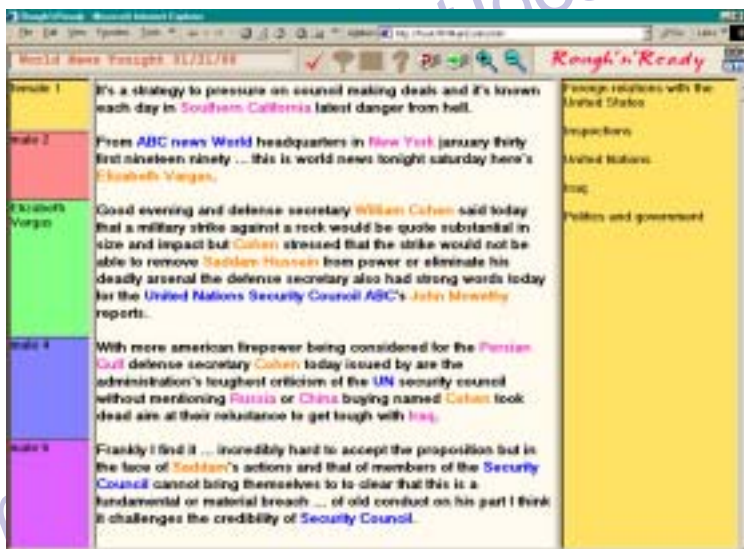 Rough'n'Ready - Microsoft Internet Explorer
World News Tonight 01/31/98
Rough'n'Ready
female 1
It's a strategy to pressure on council making deals and it's known
each day in Southern California latest danger from hell.
male 2
From ABC news World headquarters in New York january thirty
first nineteen ninety ... this is world news tonight saturday here's
Elizabeth Vargas.
Elizabeth
Vargas
Good evening and defense secretary William Cohen said today
that a military strike against a rock would be quote substantial in
size and impact but Cohen stressed that the strike would not be
able to remove Saddam Hussein from power or eliminate his
deadly arsenal the defense secretary also had strong words today
for the United Nations Security Council ABC's John Mcwethy
reports.
male 4
With more american firepower being considered for the Persian
Gulf defense secretary Cohen today issued by are the
administration's toughest criticism of the UN security council
without mentioning Russia or China buying named Cohen took
dead aim at their reluctance to get tough with Iraq.
male 5
Frankly I find it ... incredibly hard to accept the proposition but in
the face of Saddam's actions and that of members of the Security
Council cannot bring themselves to to clear that this is a
fundamental or material breach ... of old conduct on his part I think
it challenges the credibility of Security Council.
Foreign relations with the
United States
Inspections
United Nations
Iraq
Politics and government